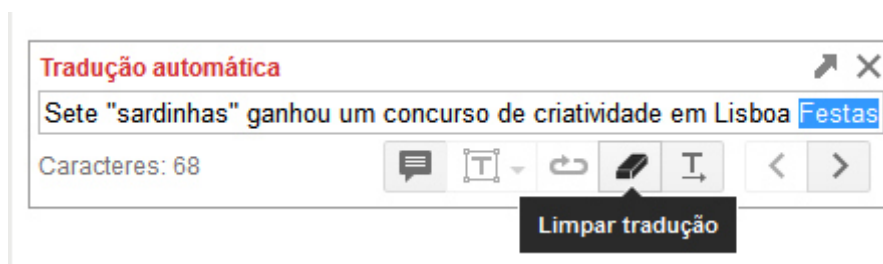 Tradução automática
Sete "sardinhas" ganhou um concurso de criatividade em Lisboa Festas
Caracteres: 68
Limpar tradução